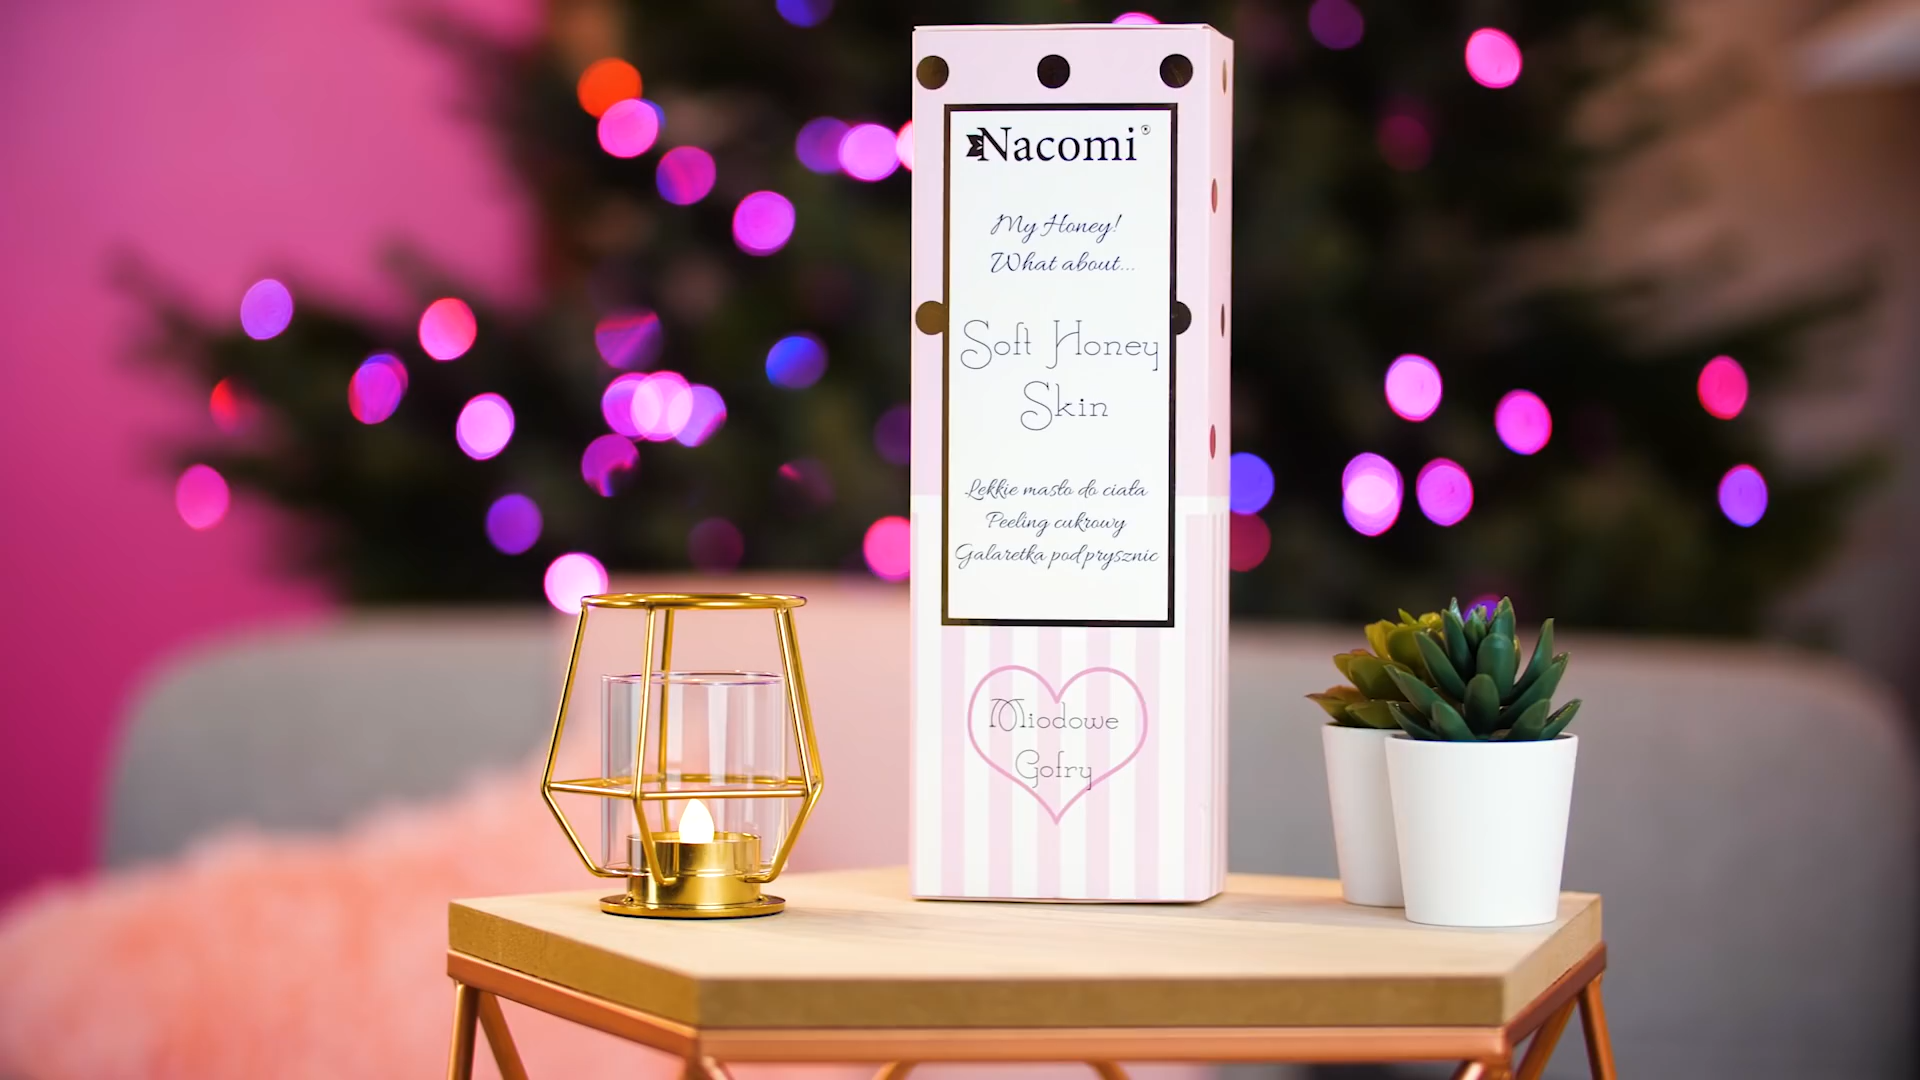 Nacomi®
My Honey!
What about...
Soft Honey
Skin
Lekkie masło do ciała
Peeling cukrowy
Galaretka pod prysznic
Miodowe
Gofry